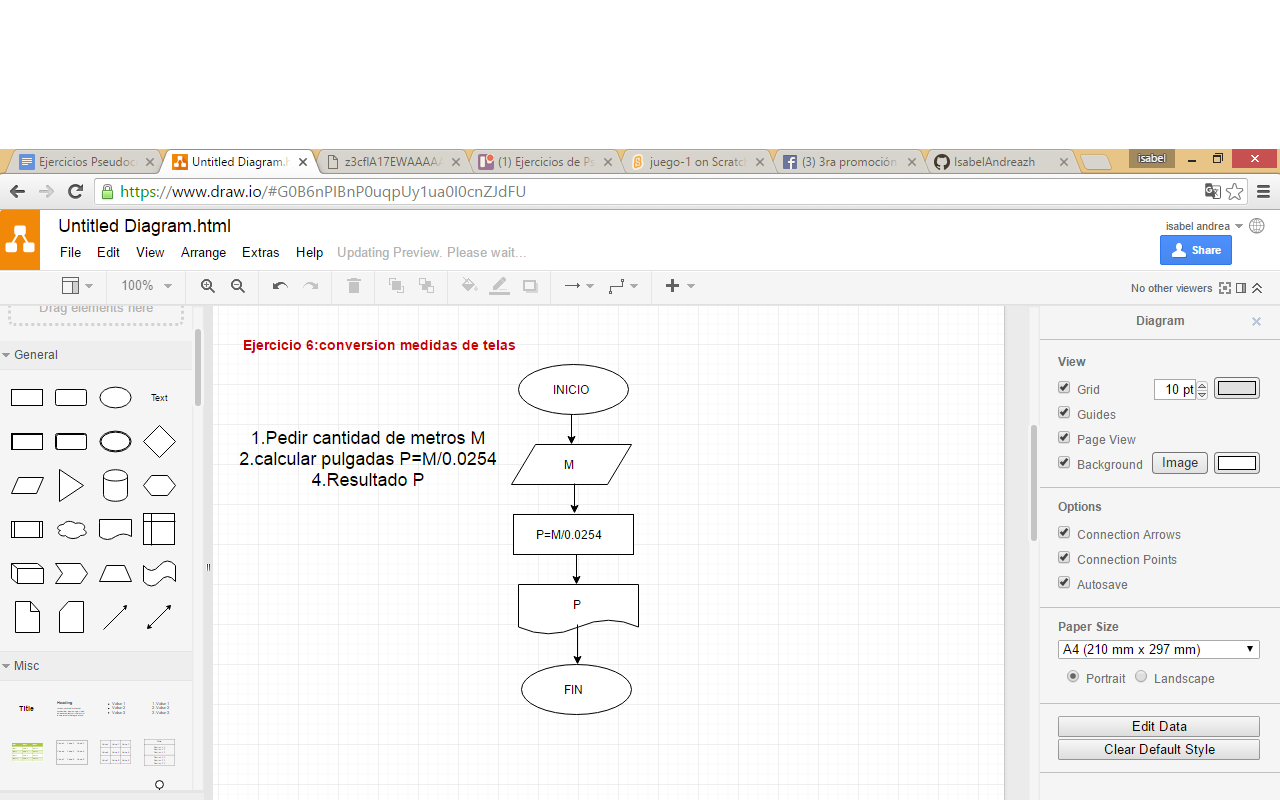 Ejercicios Pseudoc
Untitled Diagram.h
z3cflA17EWAAAA
(1) Ejercicios de Ps
juego-1 on Scratch
(3) 3ra promoción
IsabelAndreazh
isabel
https://www.draw.io/#G0B6nPIBnP0uqpUy1ua0I0cnZJdFU
Untitled Diagram.html
isabel andrea
File Edit View Arrange Extras Help Updating Preview. Please wait...
Share
100%
No other viewers
Drag elements here
General
Text
Misc
Title
Heading
Ejercicio 6:conversion medidas de telas
1.Pedir cantidad de metros M
2.calcular pulgadas P=M/0.0254
4.Resultado P
INICIO
M
P=M/0.0254
P
FIN
Diagram
View
Grid 10 pt
Guides
Page View
Background Image
Options
Connection Arrows
Connection Points
Autosave
Paper Size
A4 (210 mm x 297 mm)
Portrait Landscape
Edit Data
Clear Default Style